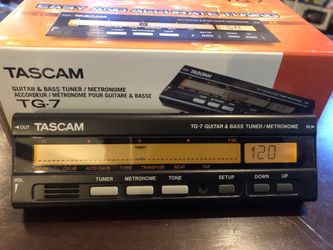 EASY AND ACCURATE TUNING
TASCAM
GUITAR & BASS TUNER / METRONOME
ACCORDEUR / METRONOME POUR GUITARE & BASSE
TG-7
OUT
TASCAM
TG-7 GUITAR & BASS TUNER/METRONOME
IN
120
CALIB
AUTO CALIB
TYPE
TRANSPOSE
BEAT
TAP
VOL
TUNER
METRONOME
TONE
SETUP
DOWN
UP